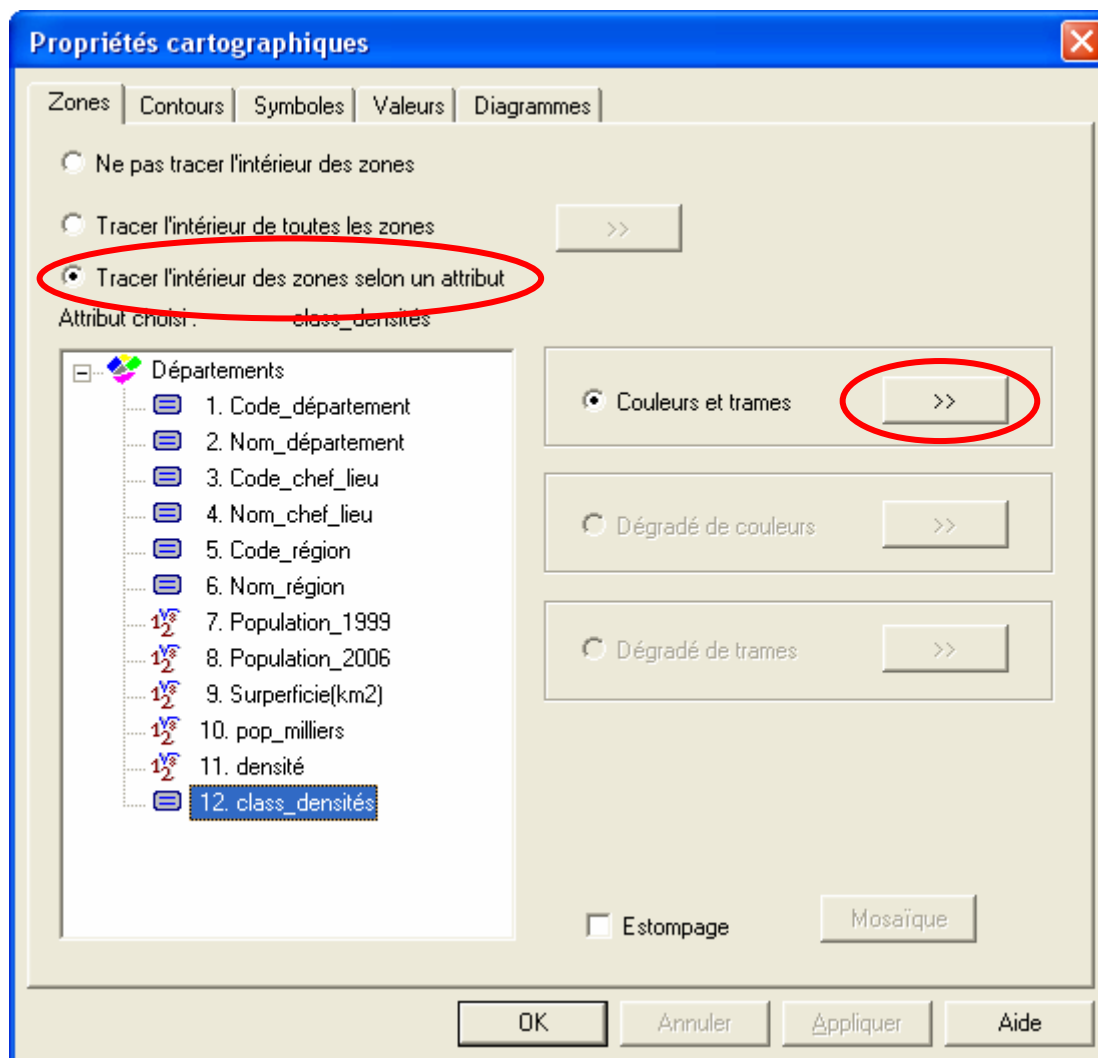 Propriétés cartographiques
Zones Contours Symboles Valeurs Diagrammes
Ne pas tracer l'intérieur des zones
Tracer l'intérieur de toutes les zones >>
Tracer l'intérieur des zones selon un attribut
Attribut choisi : class_densités
Départements
1. Code_département
2. Nom_département
3. Code_chef_lieu
4. Nom_chef_lieu
5. Code_région
6. Nom_région
7. Population_1999
8. Population_2006
9. Surperficie(km2)
10. pop_milliers
11. densité
12. class_densités
Couleurs et trames >>
Dégradé de couleurs >>
Dégradé de trames >>
Estompage Mosaïque
OK Annuler Appliquer Aide